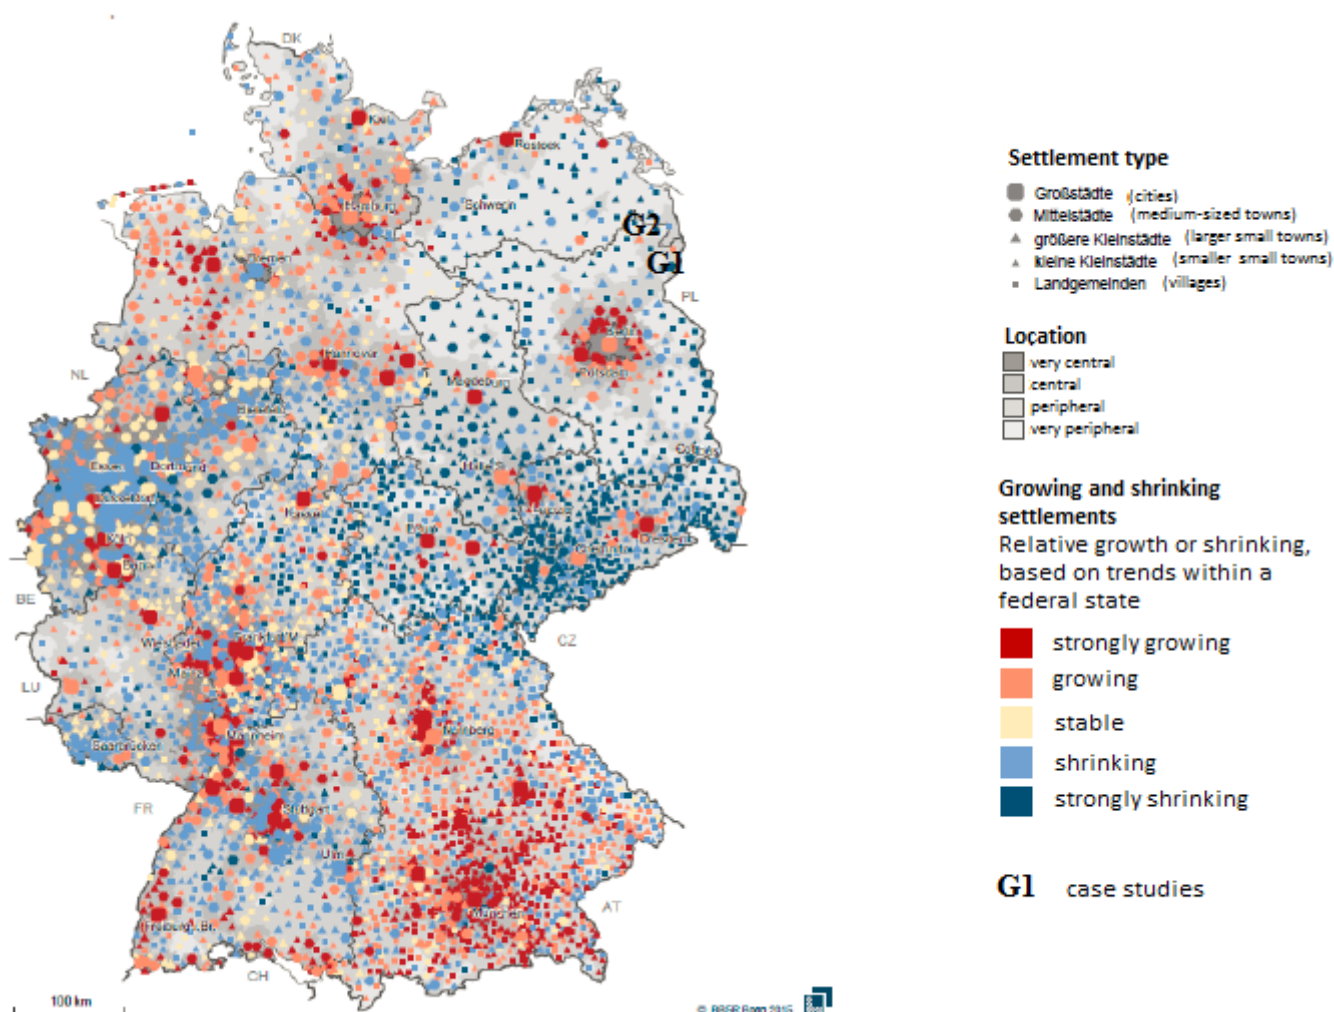 DK
Kiel
Rostock
Hamburg
Schwerin
G2
Bremen
G1
PL
Berlin
Hannover
NL
Potsdam
Magdeburg
Bielefeld
Cottbus
Essen
Dortmund
Halle/S
Düsseldorf
Leipzig
Kassel
Köln
Erfurt
Dresden
Chemnitz
Bonn
BE
Wiesbaden
Frankfurt/M.
CZ
Mainz
LU
Mannheim
Nürnberg
Saarbrücken
FR
Stuttgart
Ulm
AT
München
Freiburg i.Br.
CH
100 km
© BBSR Bonn 2015
Settlement type
Großstädte (cities)
Mittelstädte (medium-sized towns)
größere Kleinstädte (larger small towns)
kleine Kleinstädte (smaller small towns)
Landgemeinden (villages)
Location
very central
central
peripheral
very peripheral
Growing and shrinking
settlements
Relative growth or shrinking,
based on trends within a
federal state
strongly growing
growing
stable
shrinking
strongly shrinking
G1 case studies